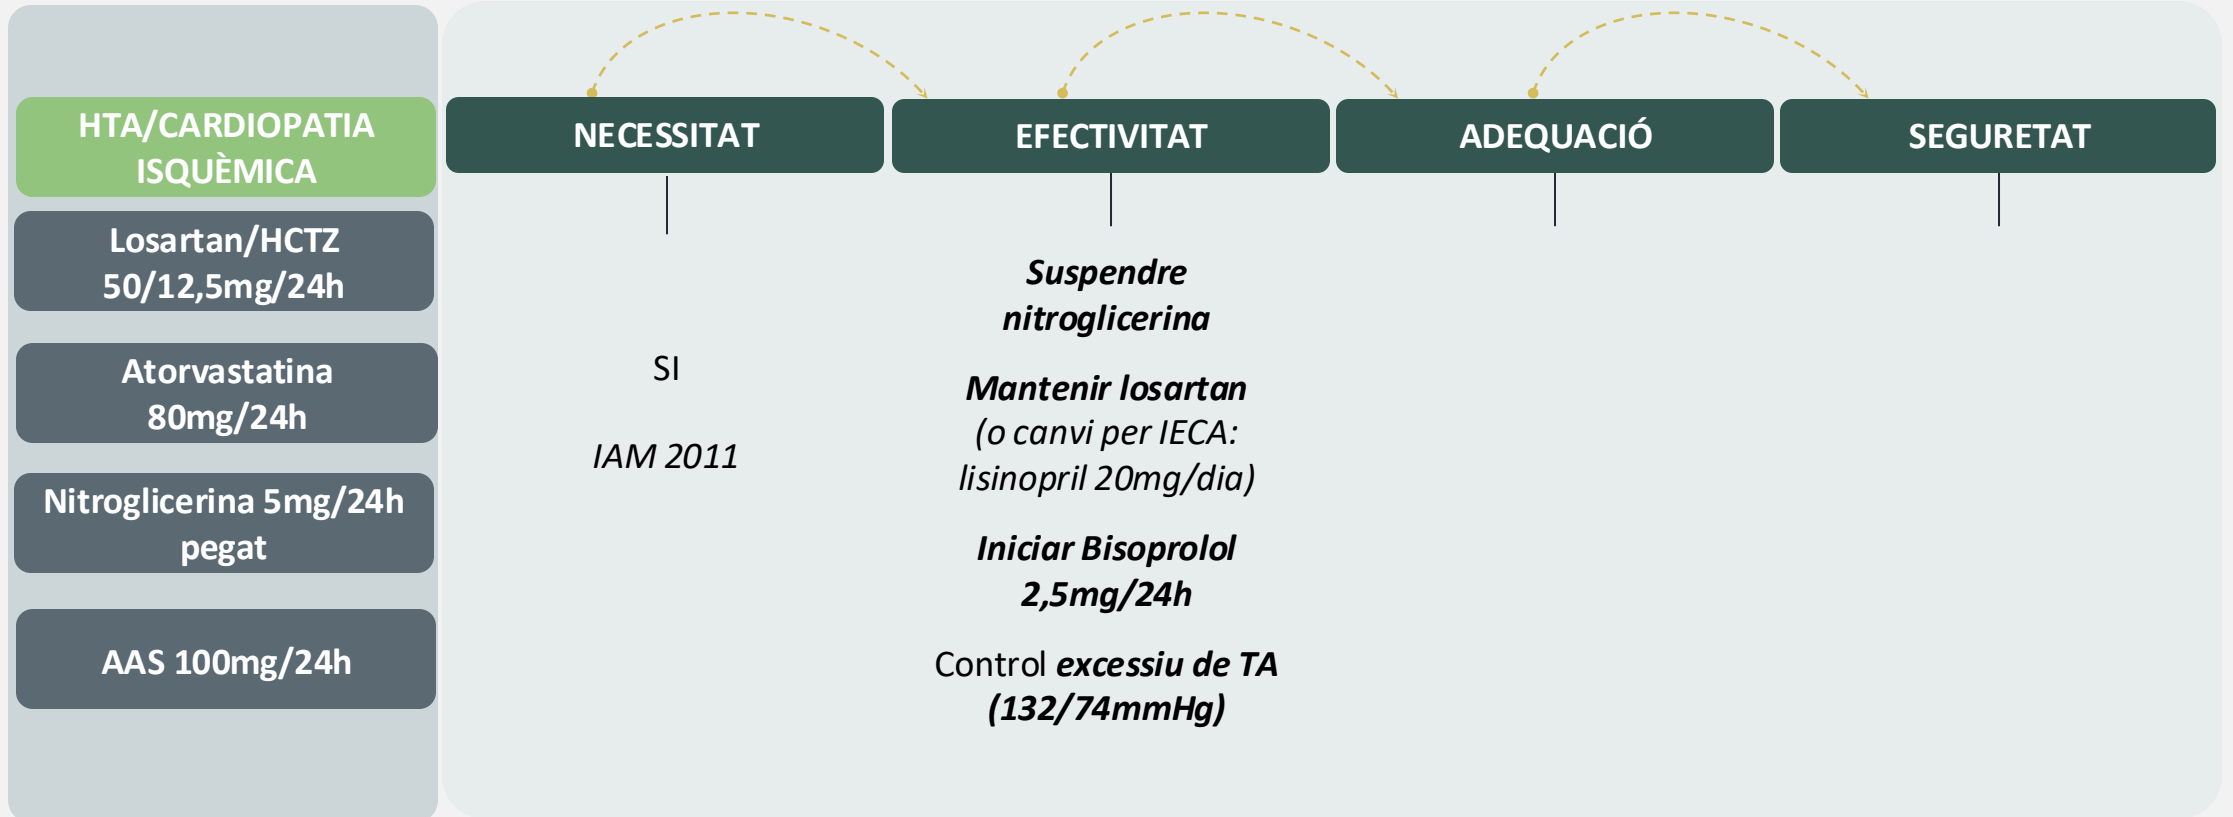 HTA/CARDIOPATIA
ISQUÈMICA
NECESSITAT
EFECTIVITAT
ADEQUACIÓ
SEGURETAT
Losartan/HCTZ
50/12,5mg/24h
Atorvastatina
80mg/24h
Nitroglicerina 5mg/24h
pegat
AAS 100mg/24h
SI
IAM 2011
Suspendre
nitroglicerina
Mantenir losartan
(o canvi per IECA:
lisinopril 20mg/dia)
Iniciar Bisoprolol
2,5mg/24h
Control excessiu de TA
(132/74mmHg)